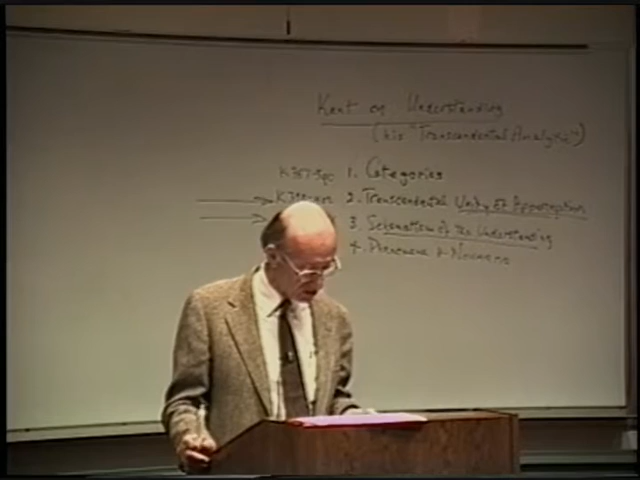 Kant on Understanding
(his "Transcendental Analytic")
1. Categories
2. Transcendental Unity of Apperception
3. Schematism of the Understanding
4. Phenomena & Noumena